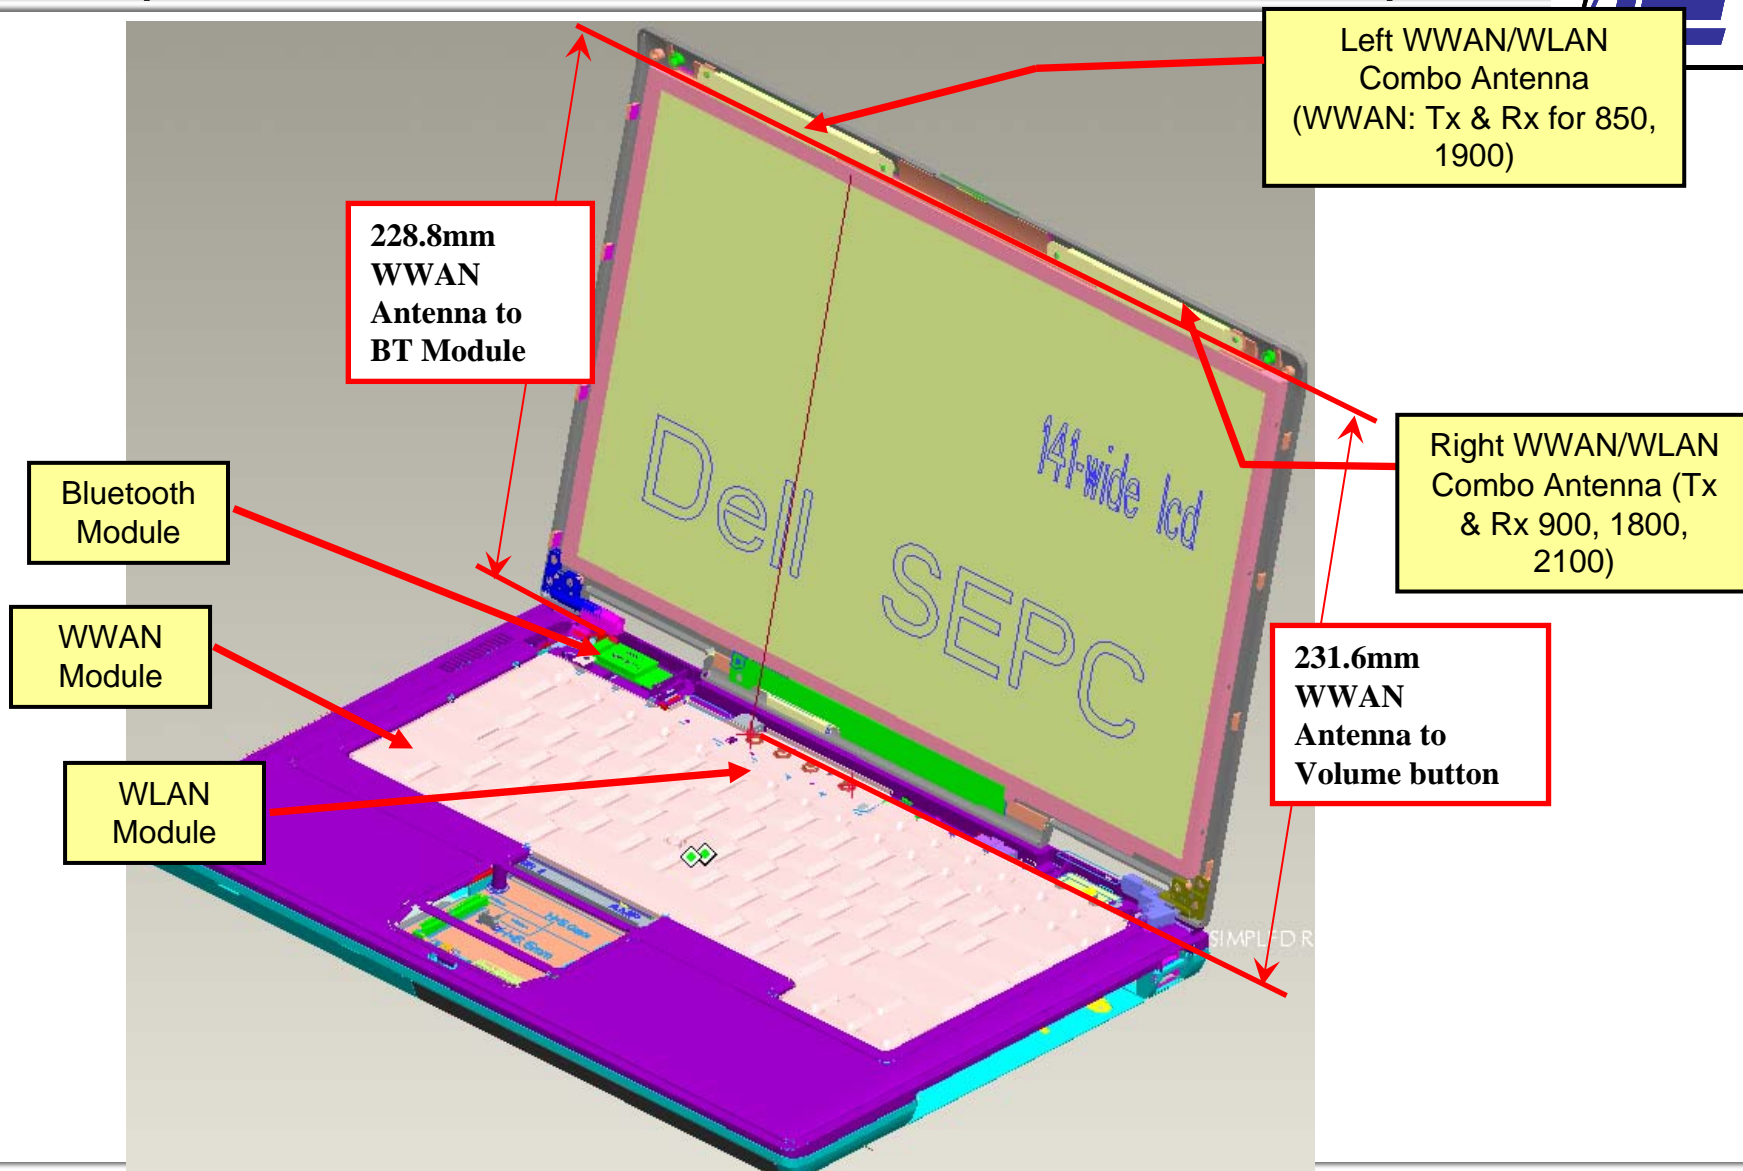 Left WWAN/WLAN
Combo Antenna
(WWAN: Tx & Rx for 850,
1900)
228.8mm
WWAN
Antenna to
BT Module
141-wide lcd
Dell SEPC
Right WWAN/WLAN
Combo Antenna (Tx
& Rx 900, 1800,
2100)
Bluetooth
Module
WWAN
Module
231.6mm
WWAN
Antenna to
Volume button
WLAN
Module
AMP
SIMPLFD R